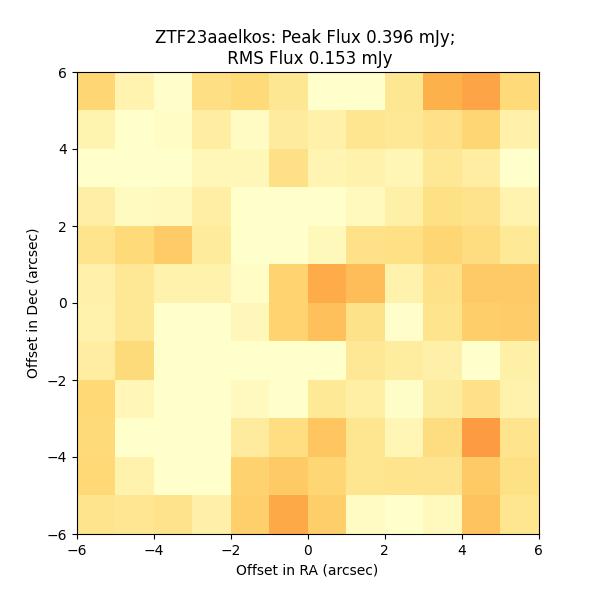 ZTF23aaelkos: Peak Flux 0.396 mJy;
RMS Flux 0.153 mJy
6
4
2
0
−2
−4
−6
Offset in Dec (arcsec)
−6 −4 −2 0 2 4 6
Offset in RA (arcsec)